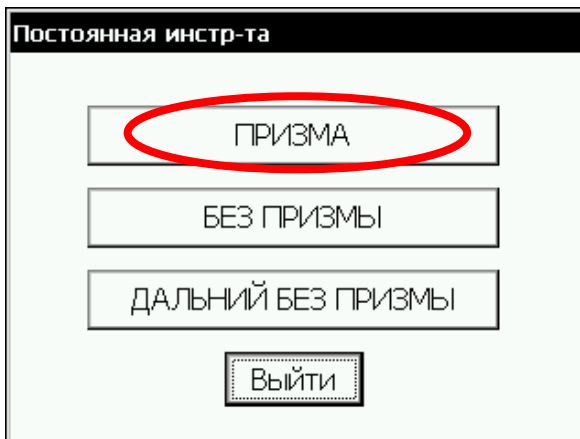 Постоянная инстр-та
ПРИЗМА
БЕЗ ПРИЗМЫ
ДАЛЬНИЙ БЕЗ ПРИЗМЫ
Выйти